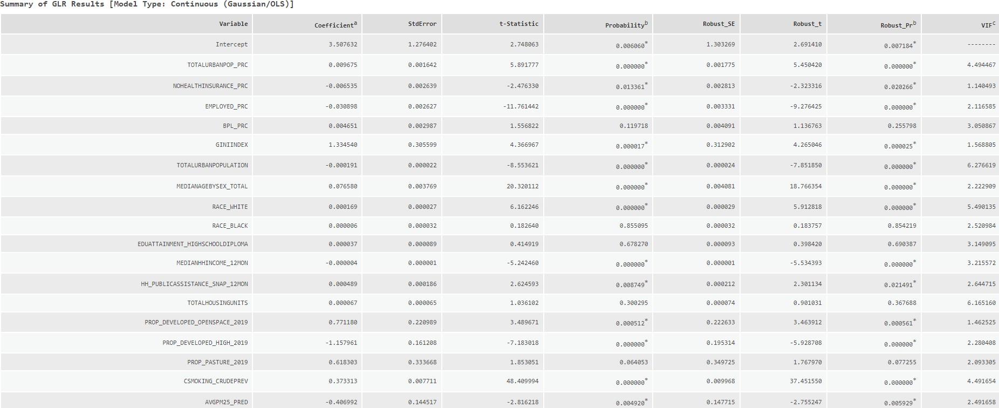 Summary of GLR Results [Model Type: Continuous (Gaussian/OLS)]
Variable Coefficientᵃ StdError t-Statistic Probabilityᵇ Robust_SE Robust_t Robust_Prᵇ VIFᶜ
Intercept 3.507632 1.276402 2.748063 0.006060* 1.303269 2.691410 0.007184* --------
TOTALURBANPOP_PRC 0.009675 0.001642 5.891777 0.000000* 0.001775 5.450420 0.000000* 4.494467
NOHEALTHINSURANCE_PRC -0.006535 0.002639 -2.476330 0.013361* 0.002813 -2.323316 0.020266* 1.140493
EMPLOYED_PRC -0.030898 0.002627 -11.761442 0.000000* 0.003331 -9.276425 0.000000* 2.116585
BPL_PRC 0.004651 0.002987 1.556822 0.119718 0.004091 1.136763 0.255798 3.050867
GINIINDEX 1.334540 0.305599 4.366967 0.000017* 0.312902 4.265046 0.000025* 1.568805
TOTALURBANPOPULATION -0.000191 0.000022 -8.553621 0.000000* 0.000024 -7.851850 0.000000* 6.276619
MEDIANAGEBYSEX_TOTAL 0.076580 0.003769 20.320112 0.000000* 0.004081 18.766354 0.000000* 2.222909
RACE_WHITE 0.000169 0.000027 6.162246 0.000000* 0.000029 5.912818 0.000000* 5.490135
RACE_BLACK 0.000006 0.000032 0.182640 0.855095 0.000032 0.183757 0.854219 2.520984
EDUATTAINMENT_HIGHSCHOOLDIPLOMA 0.000037 0.000089 0.414919 0.678270 0.000093 0.398420 0.690387 3.149095
MEDIANHHINCOME_12MON -0.000004 0.000001 -5.242460 0.000000* 0.000001 -5.534393 0.000000* 3.215572
HH_PUBLICASSISTANCE_SNAP_12MON 0.000489 0.000186 2.624593 0.008749* 0.000212 2.301134 0.021491* 2.644715
TOTALHOUSINGUNITS 0.000067 0.000065 1.036102 0.300295 0.000074 0.901031 0.367688 6.165160
PROP_DEVELOPED_OPENSPACE_2019 0.771180 0.220989 3.489671 0.000512* 0.222633 3.463912 0.000561* 1.462525
PROP_DEVELOPED_HIGH_2019 -1.157961 0.161208 -7.183018 0.000000* 0.195314 -5.928708 0.000000* 2.280408
PROP_PASTURE_2019 0.618303 0.333668 1.853051 0.064053 0.349725 1.767970 0.077255 2.093305
CSMOKING_CRUDEPREV 0.373313 0.007711 48.409994 0.000000* 0.009968 37.451550 0.000000* 4.491654
AVGPM25_PRED -0.406992 0.144517 -2.816218 0.004920* 0.147715 -2.755247 0.005929* 2.491658